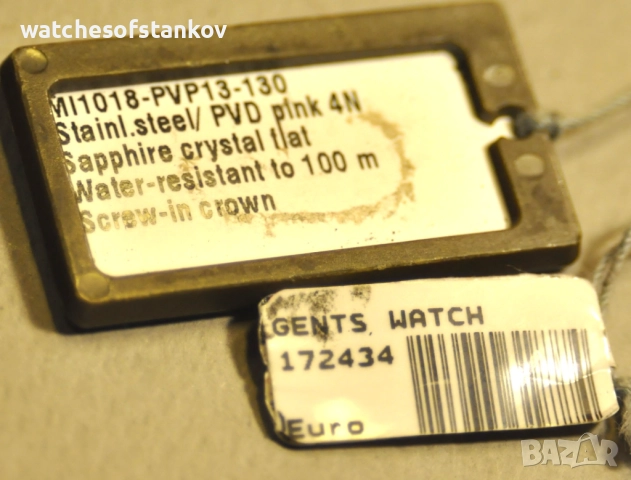 watchesofstankov
MI1018-PVP13-130
Stainl.steel/ PVD pink 4N
Sapphire crystal flat
Water-resistant to 100 m
Screw-in crown
GENTS WATCH
172434
Euro
BAZAR